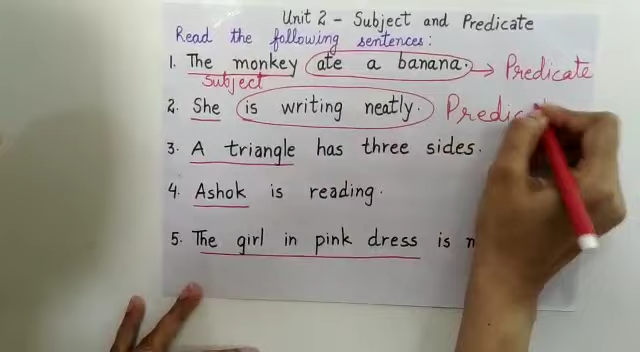 Unit 2 - Subject and Predicate
Read the following sentences:
1. The monkey ate a banana. → Predicate
Subject
2. She is writing neatly. Predic
3. A triangle has three sides.
4. Ashok is reading.
5. The girl in pink dress is